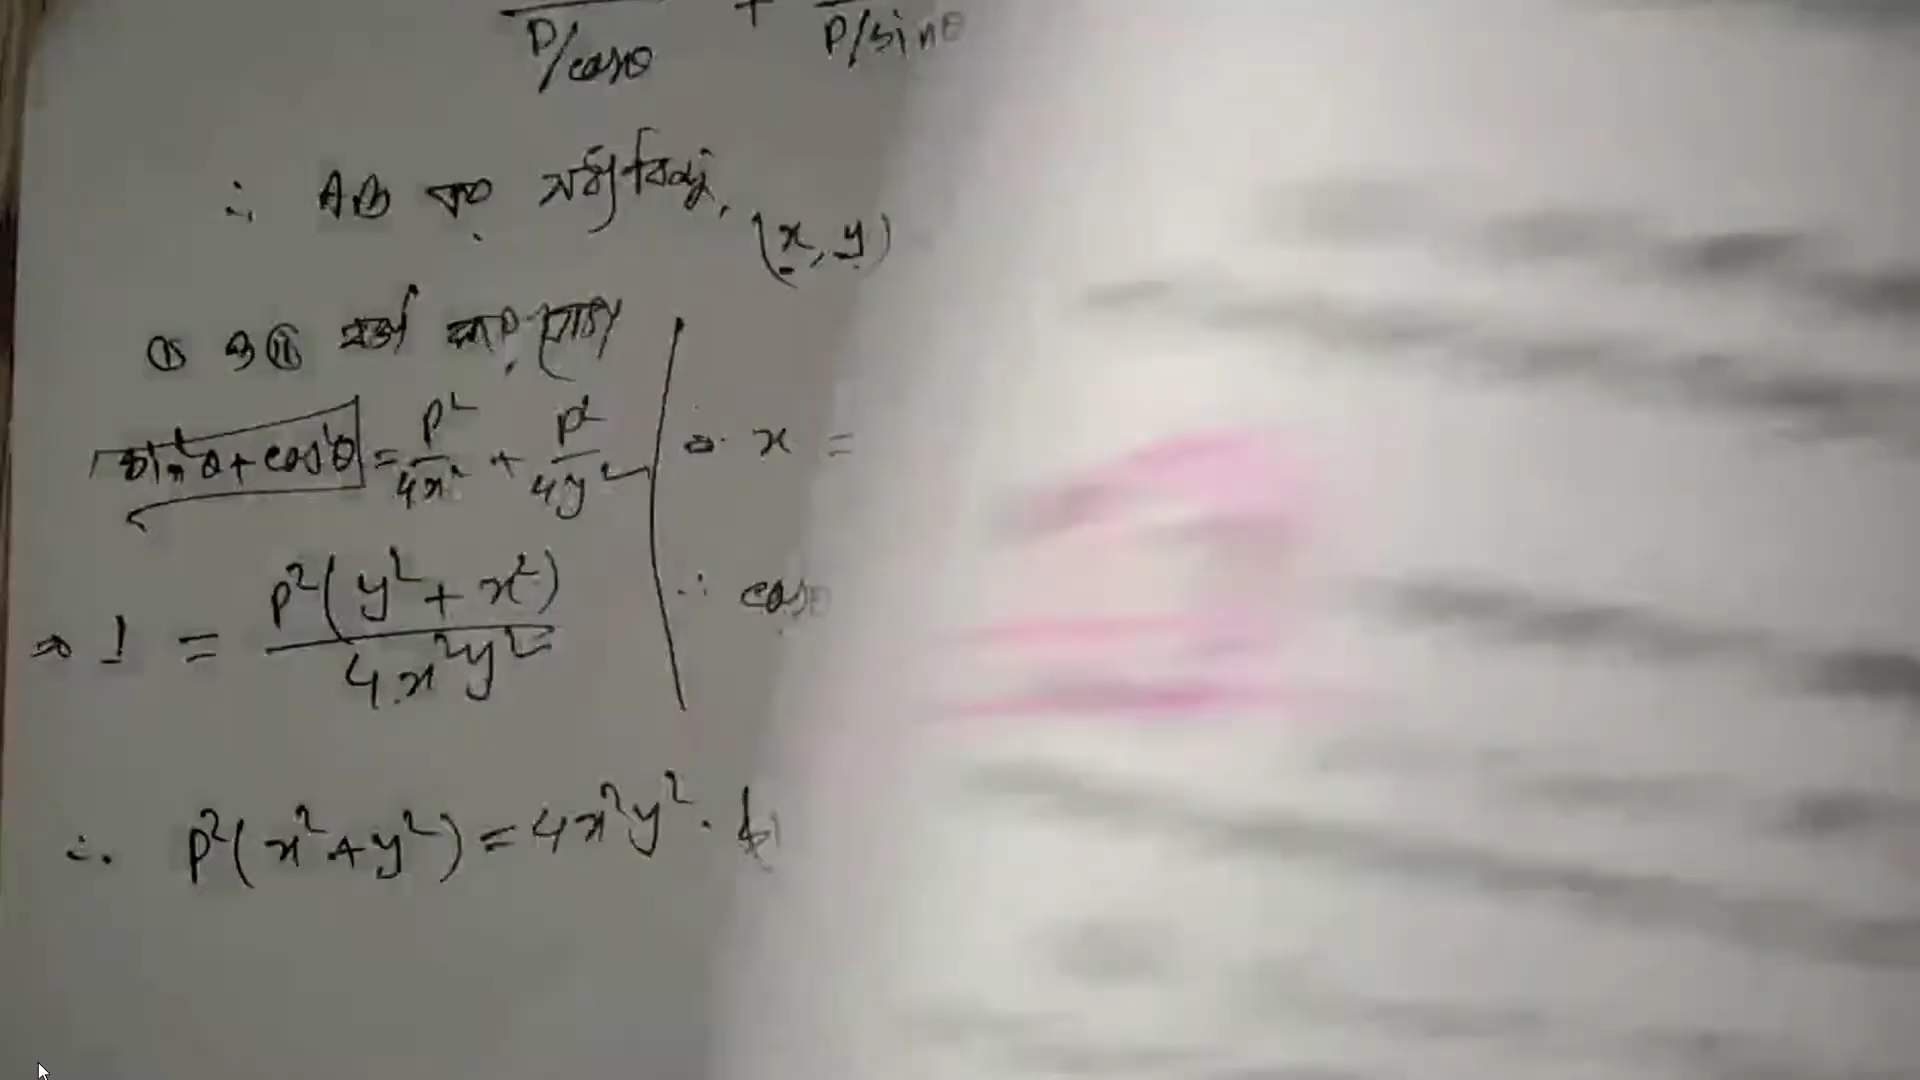 P/cosθ + P/sinθ
∴ AB এর মধ্যবিন্দু, (x, y)
① ও ② বর্গ করে, যোগ
sin²θ + cos²θ = P²/4x² + P²/4y²
⇒ x =
⇒ 1 = P²(y² + x²)/4x²y²
∴ cosθ
∴ P²(x² + y²) = 4x²y².